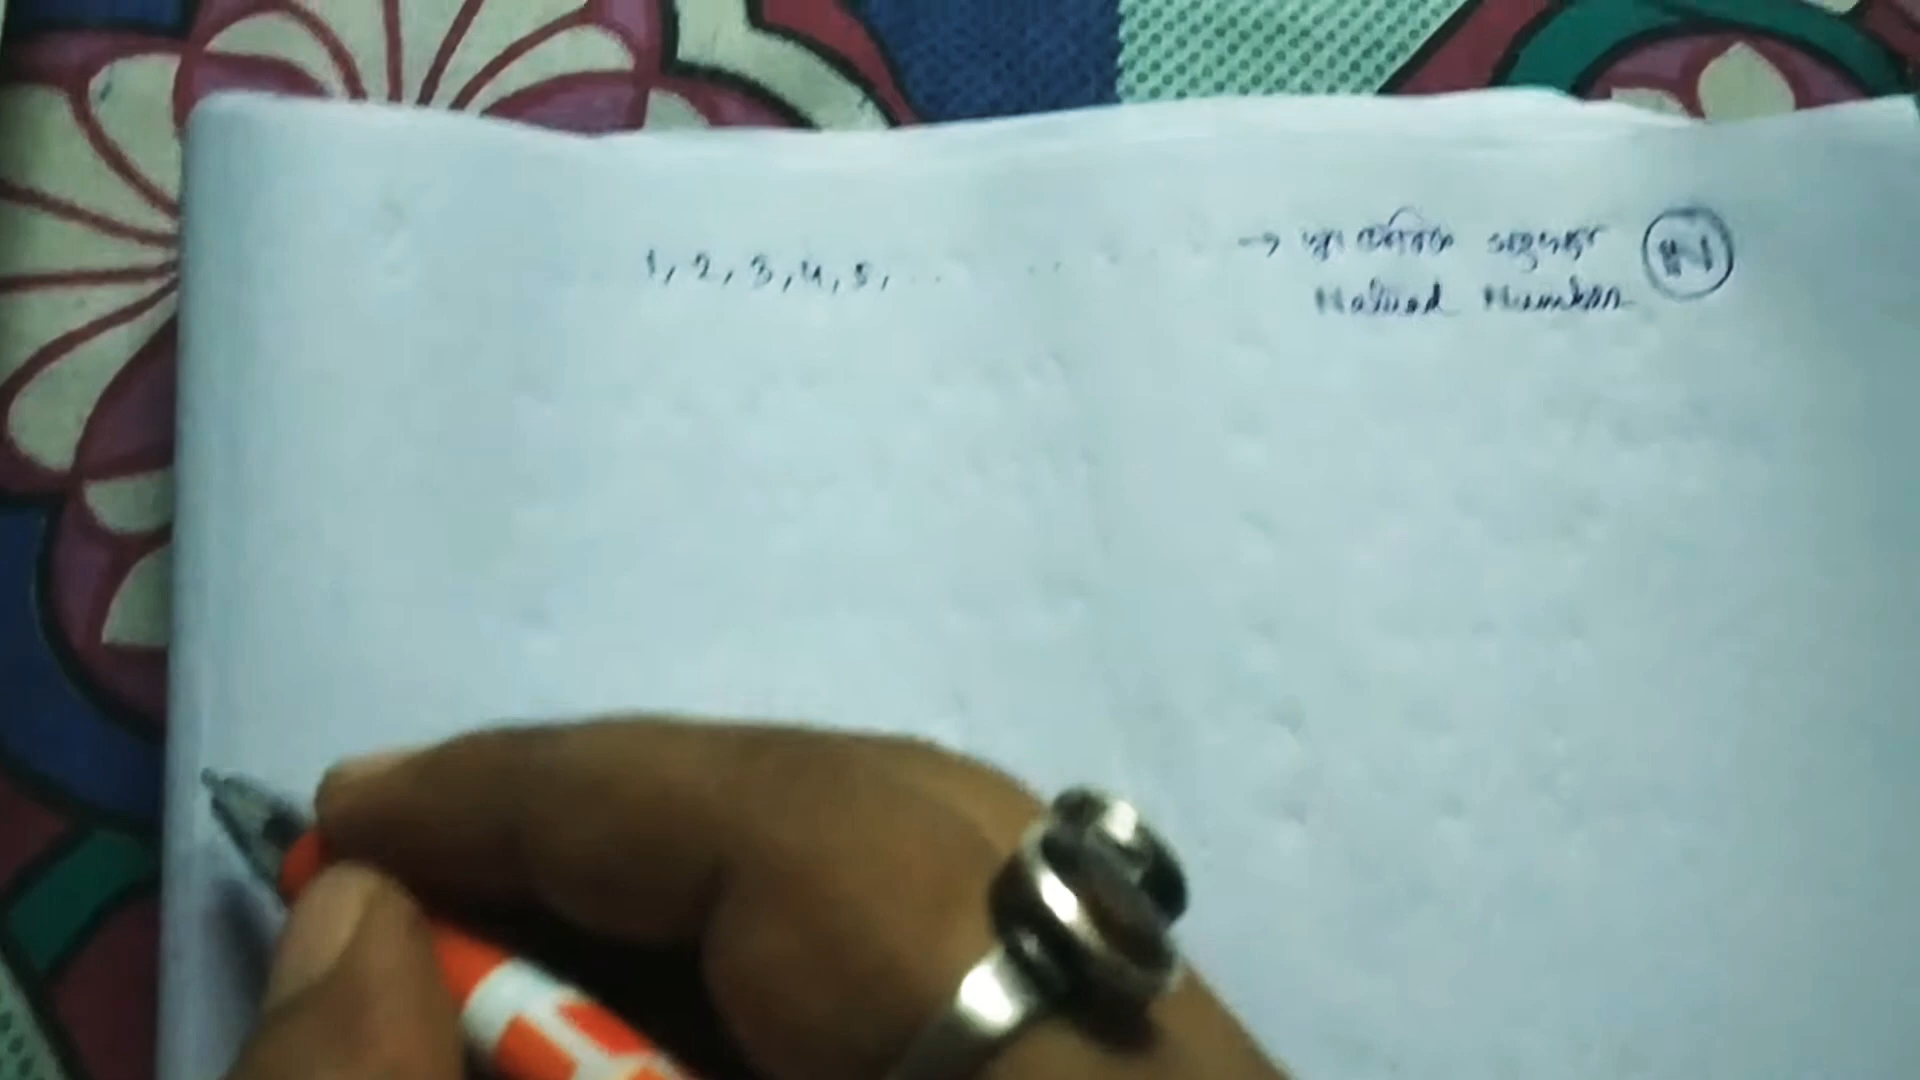 1, 2, 3, 4, 5, ... → স্বাভাবিক সংখ্যা (N)
Natural Number